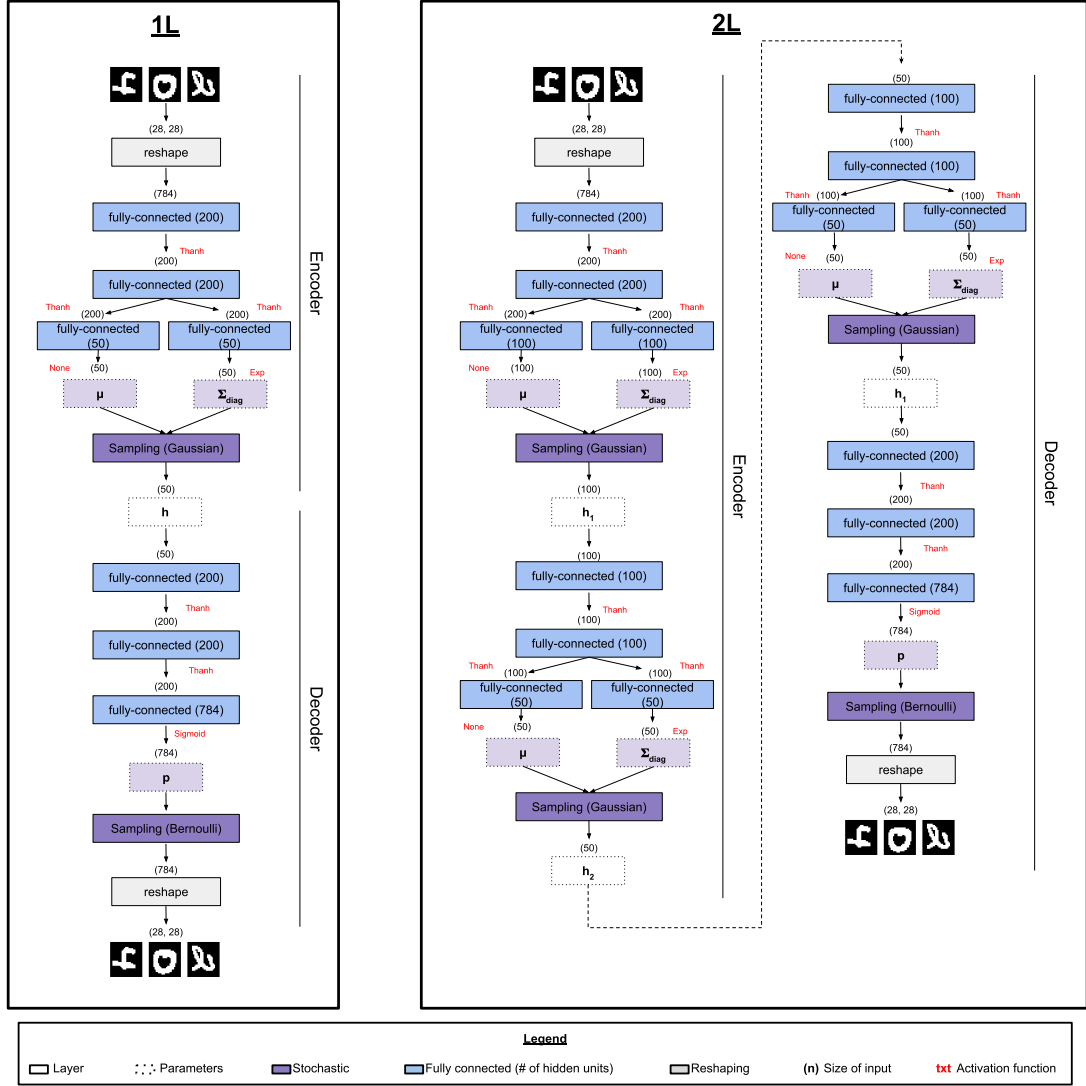 1L
(28, 28)
reshape
(784)
fully-connected (200)
Thanh
(200)
fully-connected (200)
Thanh
(200)
(200)
Thanh
fully-connected
(50)
fully-connected
(50)
None
(50)
(50)
Exp
μ
Σdiag
Sampling (Gaussian)
(50)
h
(50)
fully-connected (200)
Thanh
(200)
fully-connected (200)
Thanh
(200)
fully-connected (784)
Sigmoid
(784)
p
Sampling (Bernoulli)
(784)
reshape
(28, 28)
Encoder
Decoder
2L
(28, 28)
reshape
(784)
fully-connected (200)
Thanh
(200)
fully-connected (200)
Thanh
(200)
(200)
Thanh
fully-connected
(100)
fully-connected
(100)
None
(100)
(100)
Exp
μ
Σdiag
Sampling (Gaussian)
(100)
h1
(100)
fully-connected (100)
Thanh
(100)
fully-connected (100)
Thanh
(100)
(100)
Thanh
fully-connected
(50)
fully-connected
(50)
None
(50)
(50)
Exp
μ
Σdiag
Sampling (Gaussian)
(50)
h2
Encoder
(50)
fully-connected (100)
Thanh
(100)
fully-connected (100)
Thanh
(100)
(100)
Thanh
fully-connected
(50)
fully-connected
(50)
None
(50)
(50)
Exp
μ
Σdiag
Sampling (Gaussian)
(50)
h1
(50)
fully-connected (200)
Thanh
(200)
fully-connected (200)
Thanh
(200)
fully-connected (784)
Sigmoid
(784)
p
Sampling (Bernoulli)
(784)
reshape
(28, 28)
Decoder
Legend
Layer
Parameters
Stochastic
Fully connected (# of hidden units)
Reshaping
(n) Size of input
txt Activation function